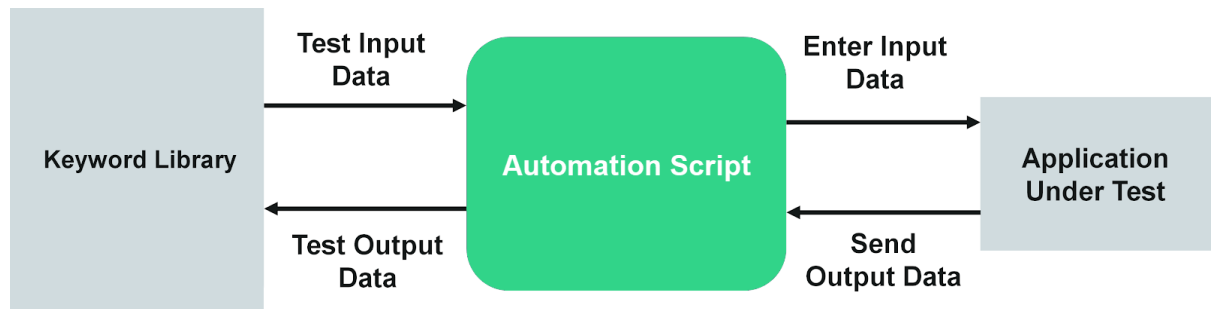 Test Input
Data
Enter Input
Data
Keyword Library
Automation Script
Application
Under Test
Test Output
Data
Send
Output Data